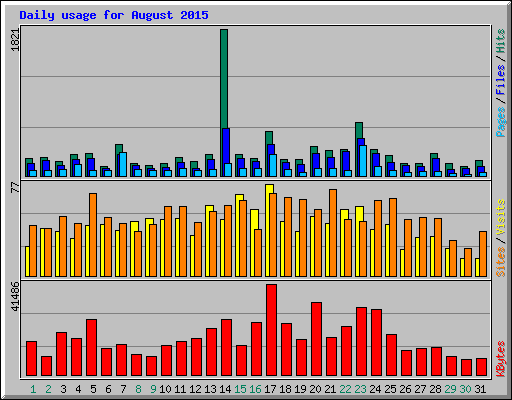 Daily usage for August 2015
1821
Pages / Files / Hits
77
Sites / Visits
41486
KBytes
1 2 3 4 5 6 7 8 9 10 11 12 13 14 15 16 17 18 19 20 21 22 23 24 25 26 27 28 29 30 31